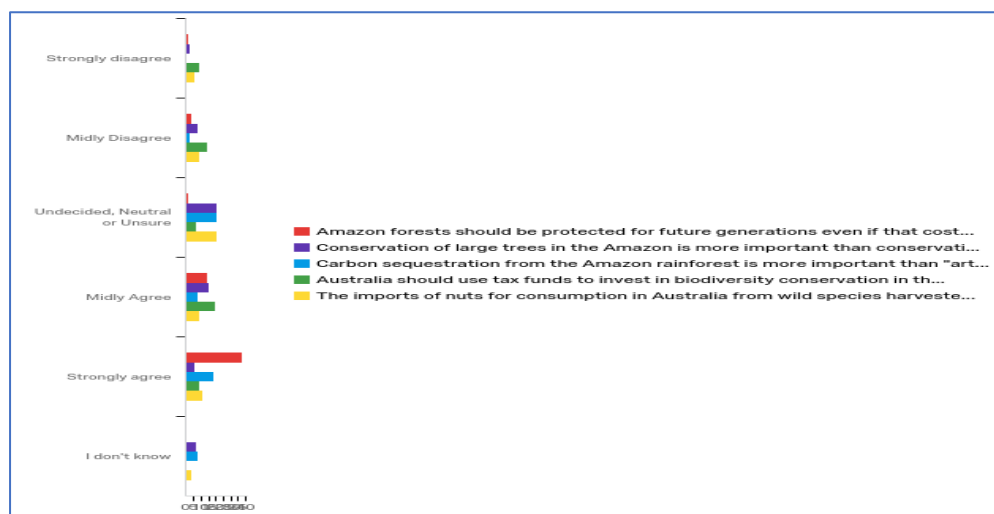 Strongly disagree
Midly Disagree
Undecided, Neutral
or Unsure
Midly Agree
Strongly agree
I don't know
Amazon forests should be protected for future generations even if that cost...
Conservation of large trees in the Amazon is more important than conservati...
Carbon sequestration from the Amazon rainforest is more important than "art...
Australia should use tax funds to invest in biodiversity conservation in th...
The imports of nuts for consumption in Australia from wild species harveste...